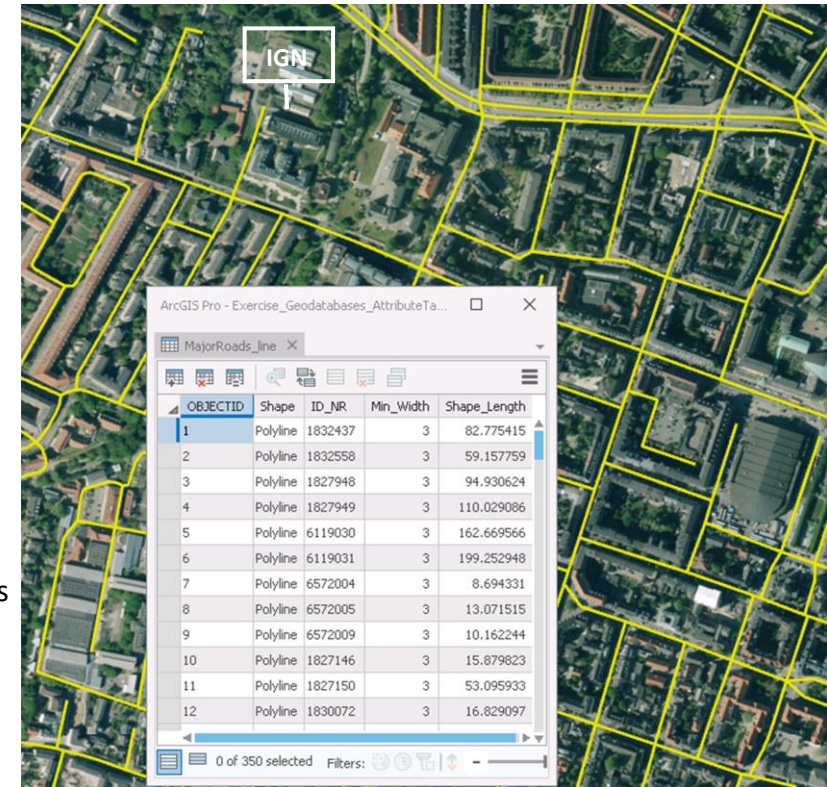 IGN
ArcGIS Pro - Exercise_Geodatabases_AttributeTa...
MajorRoads_line
OBJECTID Shape ID_NR Min_Width Shape_Length
1 Polyline 1832437 3 82.775415
2 Polyline 1832558 3 59.157759
3 Polyline 1827948 3 94.930624
4 Polyline 1827949 3 110.029086
5 Polyline 6119030 3 162.669566
6 Polyline 6119031 3 199.252948
7 Polyline 6572004 3 8.694331
8 Polyline 6572005 3 13.071515
9 Polyline 6572009 3 10.162244
10 Polyline 1827146 3 15.879823
11 Polyline 1827150 3 53.095933
12 Polyline 1830072 3 16.829097
0 of 350 selected Filters:
s